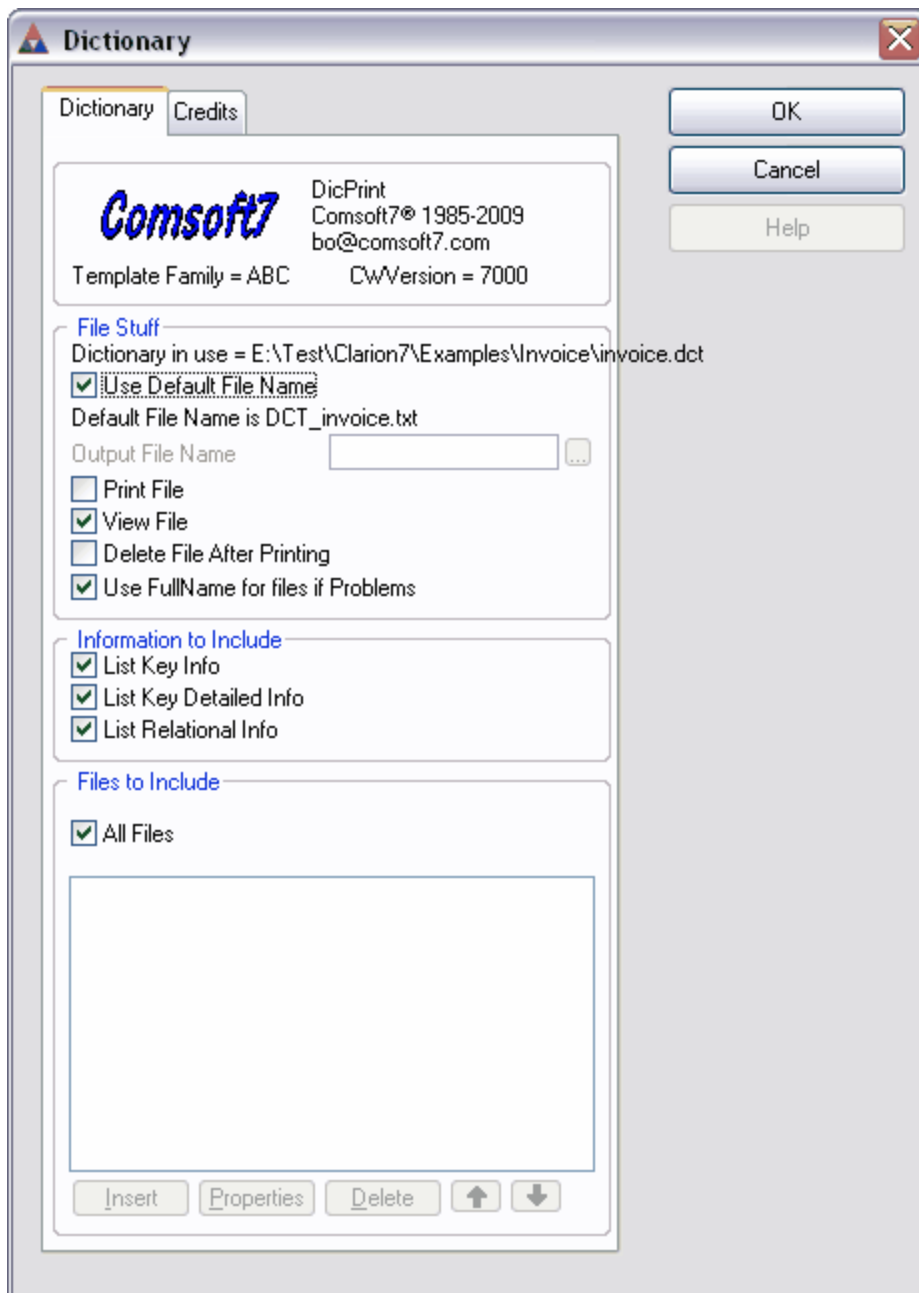 Dictionary
Dictionary
Credits
OK
Cancel
Help
Comsoft7
DicPrint
Comsoft7® 1985-2009
bo@comsoft7.com
Template Family = ABC
CWVersion = 7000
File Stuff
Dictionary in use = E:\Test\Clarion7\Examples\Invoice\invoice.dct
Use Default File Name
Default File Name is DCT_invoice.txt
Output File Name
...
Print File
View File
Delete File After Printing
Use FullName for files if Problems
Information to Include
List Key Info
List Key Detailed Info
List Relational Info
Files to Include
All Files
Insert
Properties
Delete